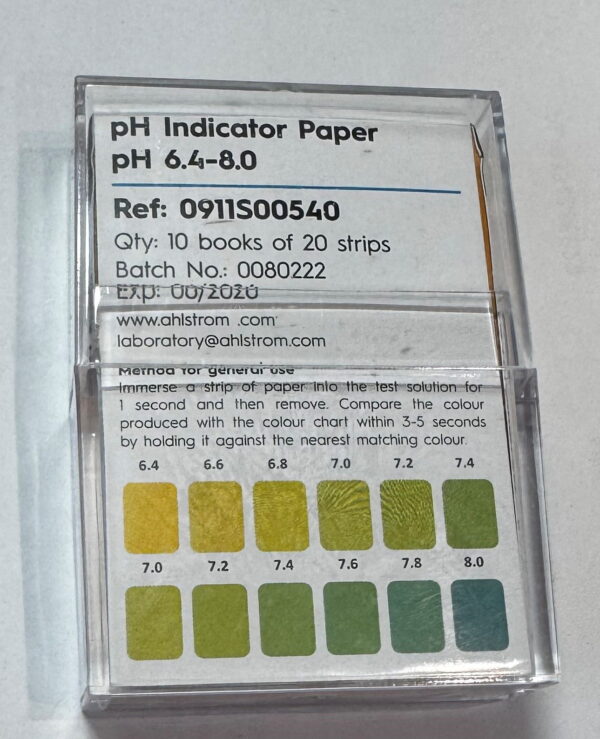 pH Indicator Paper
pH 6.4-8.0
Ref: 0911S00540
Qty: 10 books of 20 strips
Batch No.: 0080222
Exp:
www.ahlstrom .com
laboratory@ahlstrom.com
Method for general use
Immerse a strip of paper into the test solution for
1 second and then remove. Compare the colour
produced with the colour chart within 3-5 seconds
by holding it against the nearest matching colour.
6.4 6.6 6.8 7.0 7.2 7.4
7.0 7.2 7.4 7.6 7.8 8.0